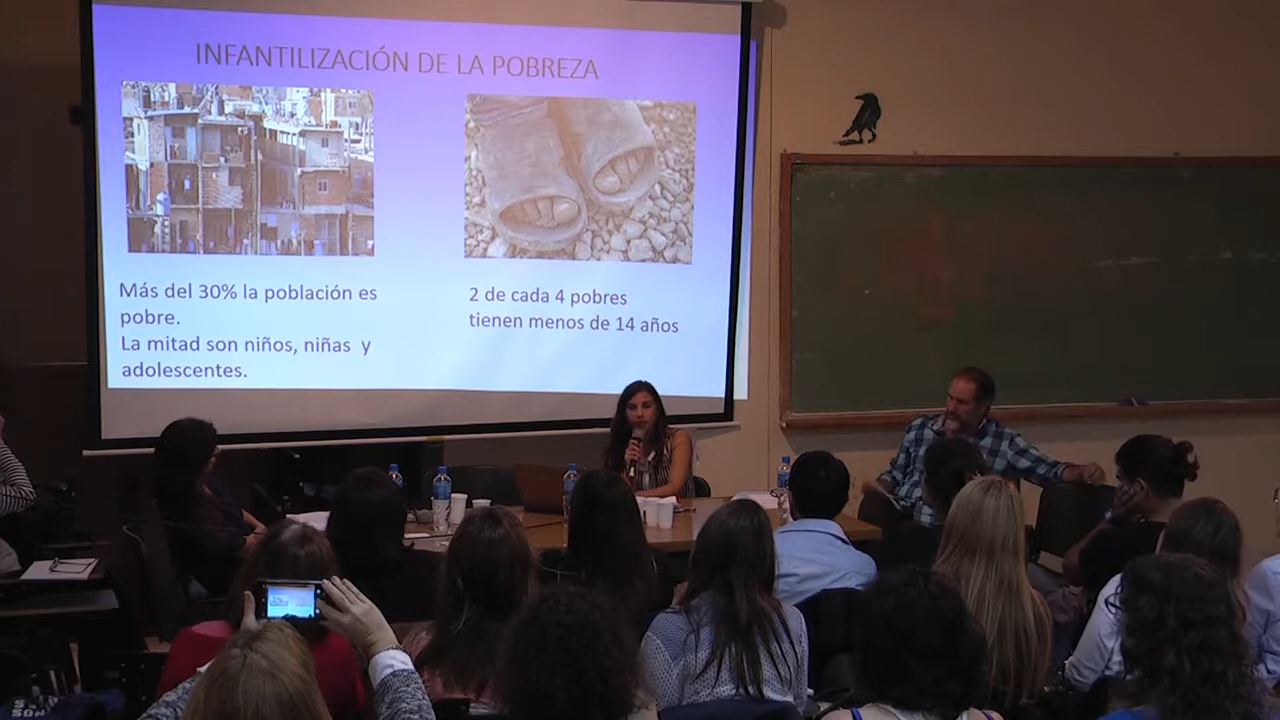 INFANTILIZACIÓN DE LA POBREZA
Más del 30% la población es
pobre.
La mitad son niños, niñas y
adolescentes.
2 de cada 4 pobres
tienen menos de 14 años